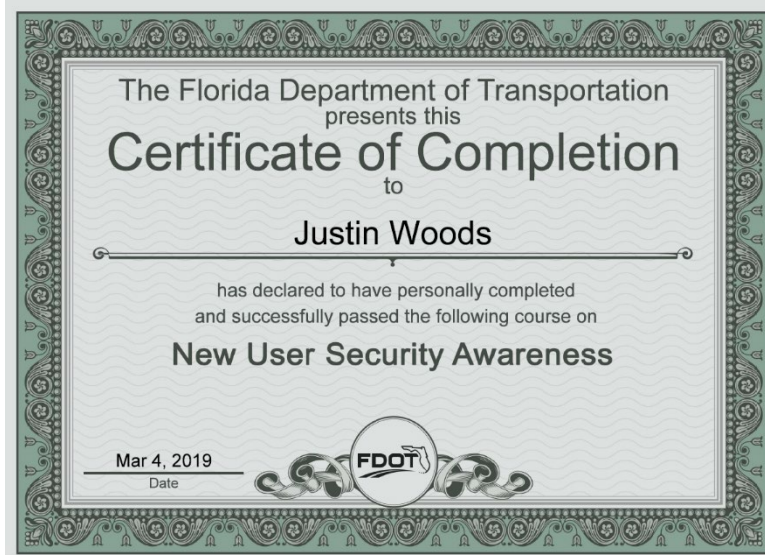 The Florida Department of Transportation
presents this
Certificate of Completion
to
Justin Woods
has declared to have personally completed
and successfully passed the following course on
New User Security Awareness
Mar 4, 2019
Date
FDOT